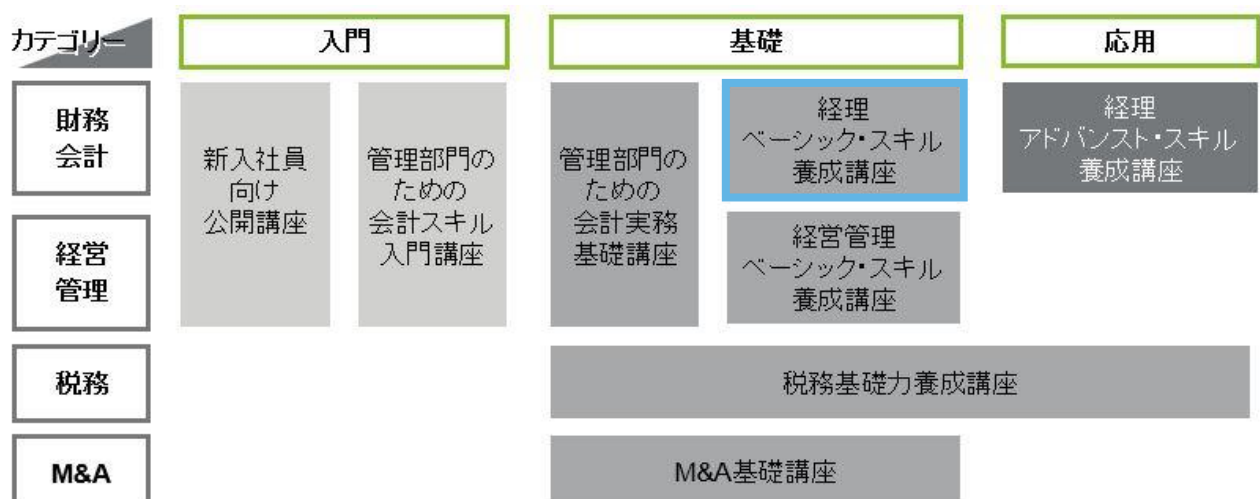 カテゴリー
入門
基礎
応用
財務
会計
新入社員
向け
公開講座
管理部門の
ための
会計スキル
入門講座
管理部門の
ための
会計実務
基礎講座
経理
ベーシック・スキル
養成講座
経理
アドバンスト・スキル
養成講座
経営
管理
経営管理
ベーシック・スキル
養成講座
税務
税務基礎力養成講座
M&A
M&A基礎講座